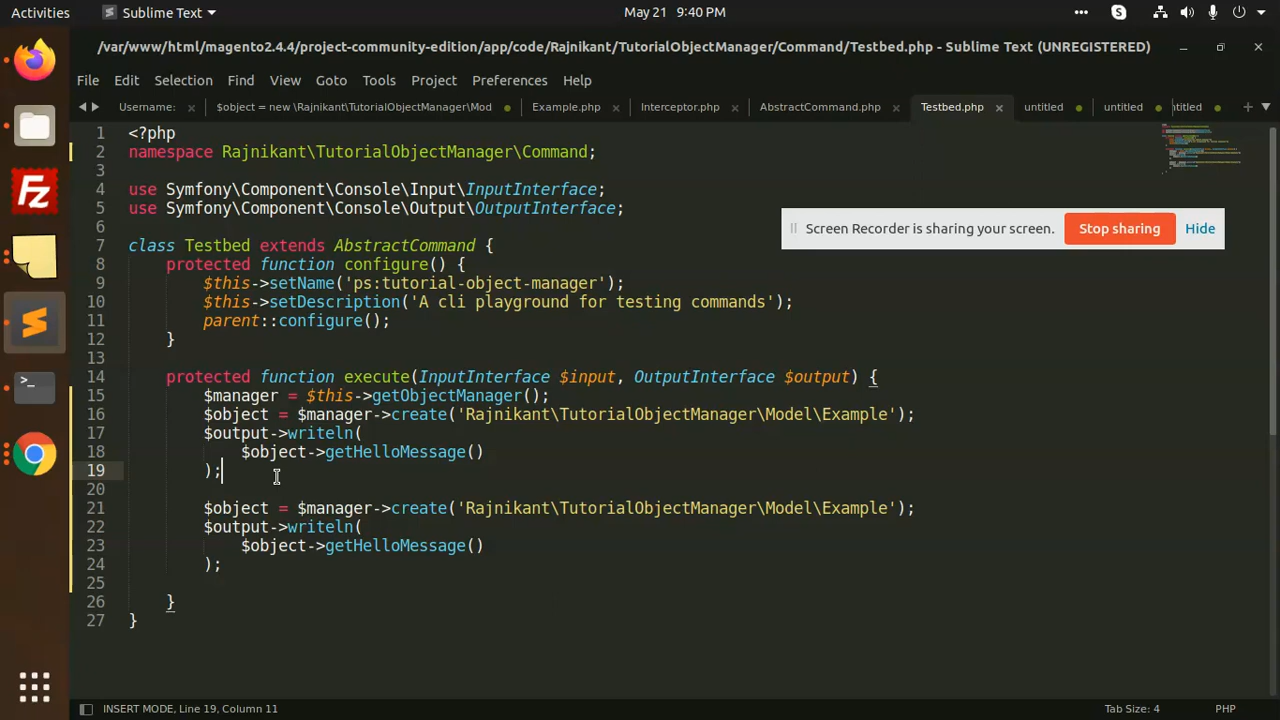 Activities
Sublime Text
May 21 9:40 PM
/var/www/html/magento2.4.4/project-community-edition/app/code/Rajnikant/TutorialObjectManager/Command/Testbed.php - Sublime Text (UNREGISTERED)
File Edit Selection Find View Goto Tools Project Preferences Help
Username: $object = new \Rajnikant\TutorialObjectManager\Mod Example.php Interceptor.php AbstractCommand.php Testbed.php untitled untitled titled
1 <?php
2 namespace Rajnikant\TutorialObjectManager\Command;
3
4 use Symfony\Component\Console\Input\InputInterface;
5 use Symfony\Component\Console\Output\OutputInterface;
6
Screen Recorder is sharing your screen. Stop sharing Hide
7 class Testbed extends AbstractCommand {
8     protected function configure() {
9         $this->setName('ps:tutorial-object-manager');
10         $this->setDescription('A cli playground for testing commands');
11         parent::configure();
12     }
13
14     protected function execute(InputInterface $input, OutputInterface $output) {
15         $manager = $this->getObjectManager();
16         $object = $manager->create('Rajnikant\TutorialObjectManager\Model\Example');
17         $output->writeln(
18             $object->getHelloMessage()
19         );
20
21         $object = $manager->create('Rajnikant\TutorialObjectManager\Model\Example');
22         $output->writeln(
23             $object->getHelloMessage()
24         );
25
26     }
27 }
INSERT MODE, Line 19, Column 11
Tab Size: 4
PHP